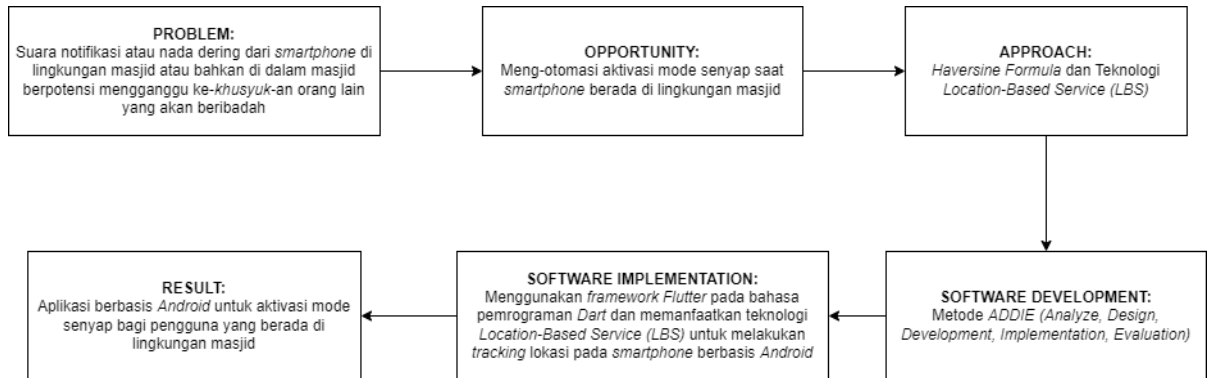 PROBLEM:
Suara notifikasi atau nada dering dari smartphone di
lingkungan masjid atau bahkan di dalam masjid
berpotensi mengganggu ke-khusyuk-an orang lain
yang akan beribadah
OPPORTUNITY:
Meng-otomasi aktivasi mode senyap saat
smartphone berada di lingkungan masjid
APPROACH:
Haversine Formula dan Teknologi
Location-Based Service (LBS)
SOFTWARE DEVELOPMENT:
Metode ADDIE (Analyze, Design,
Development, Implementation, Evaluation)
SOFTWARE IMPLEMENTATION:
Menggunakan framework Flutter pada bahasa
pemrograman Dart dan memanfaatkan teknologi
Location-Based Service (LBS) untuk melakukan
tracking lokasi pada smartphone berbasis Android
RESULT:
Aplikasi berbasis Android untuk aktivasi mode
senyap bagi pengguna yang berada di
lingkungan masjid